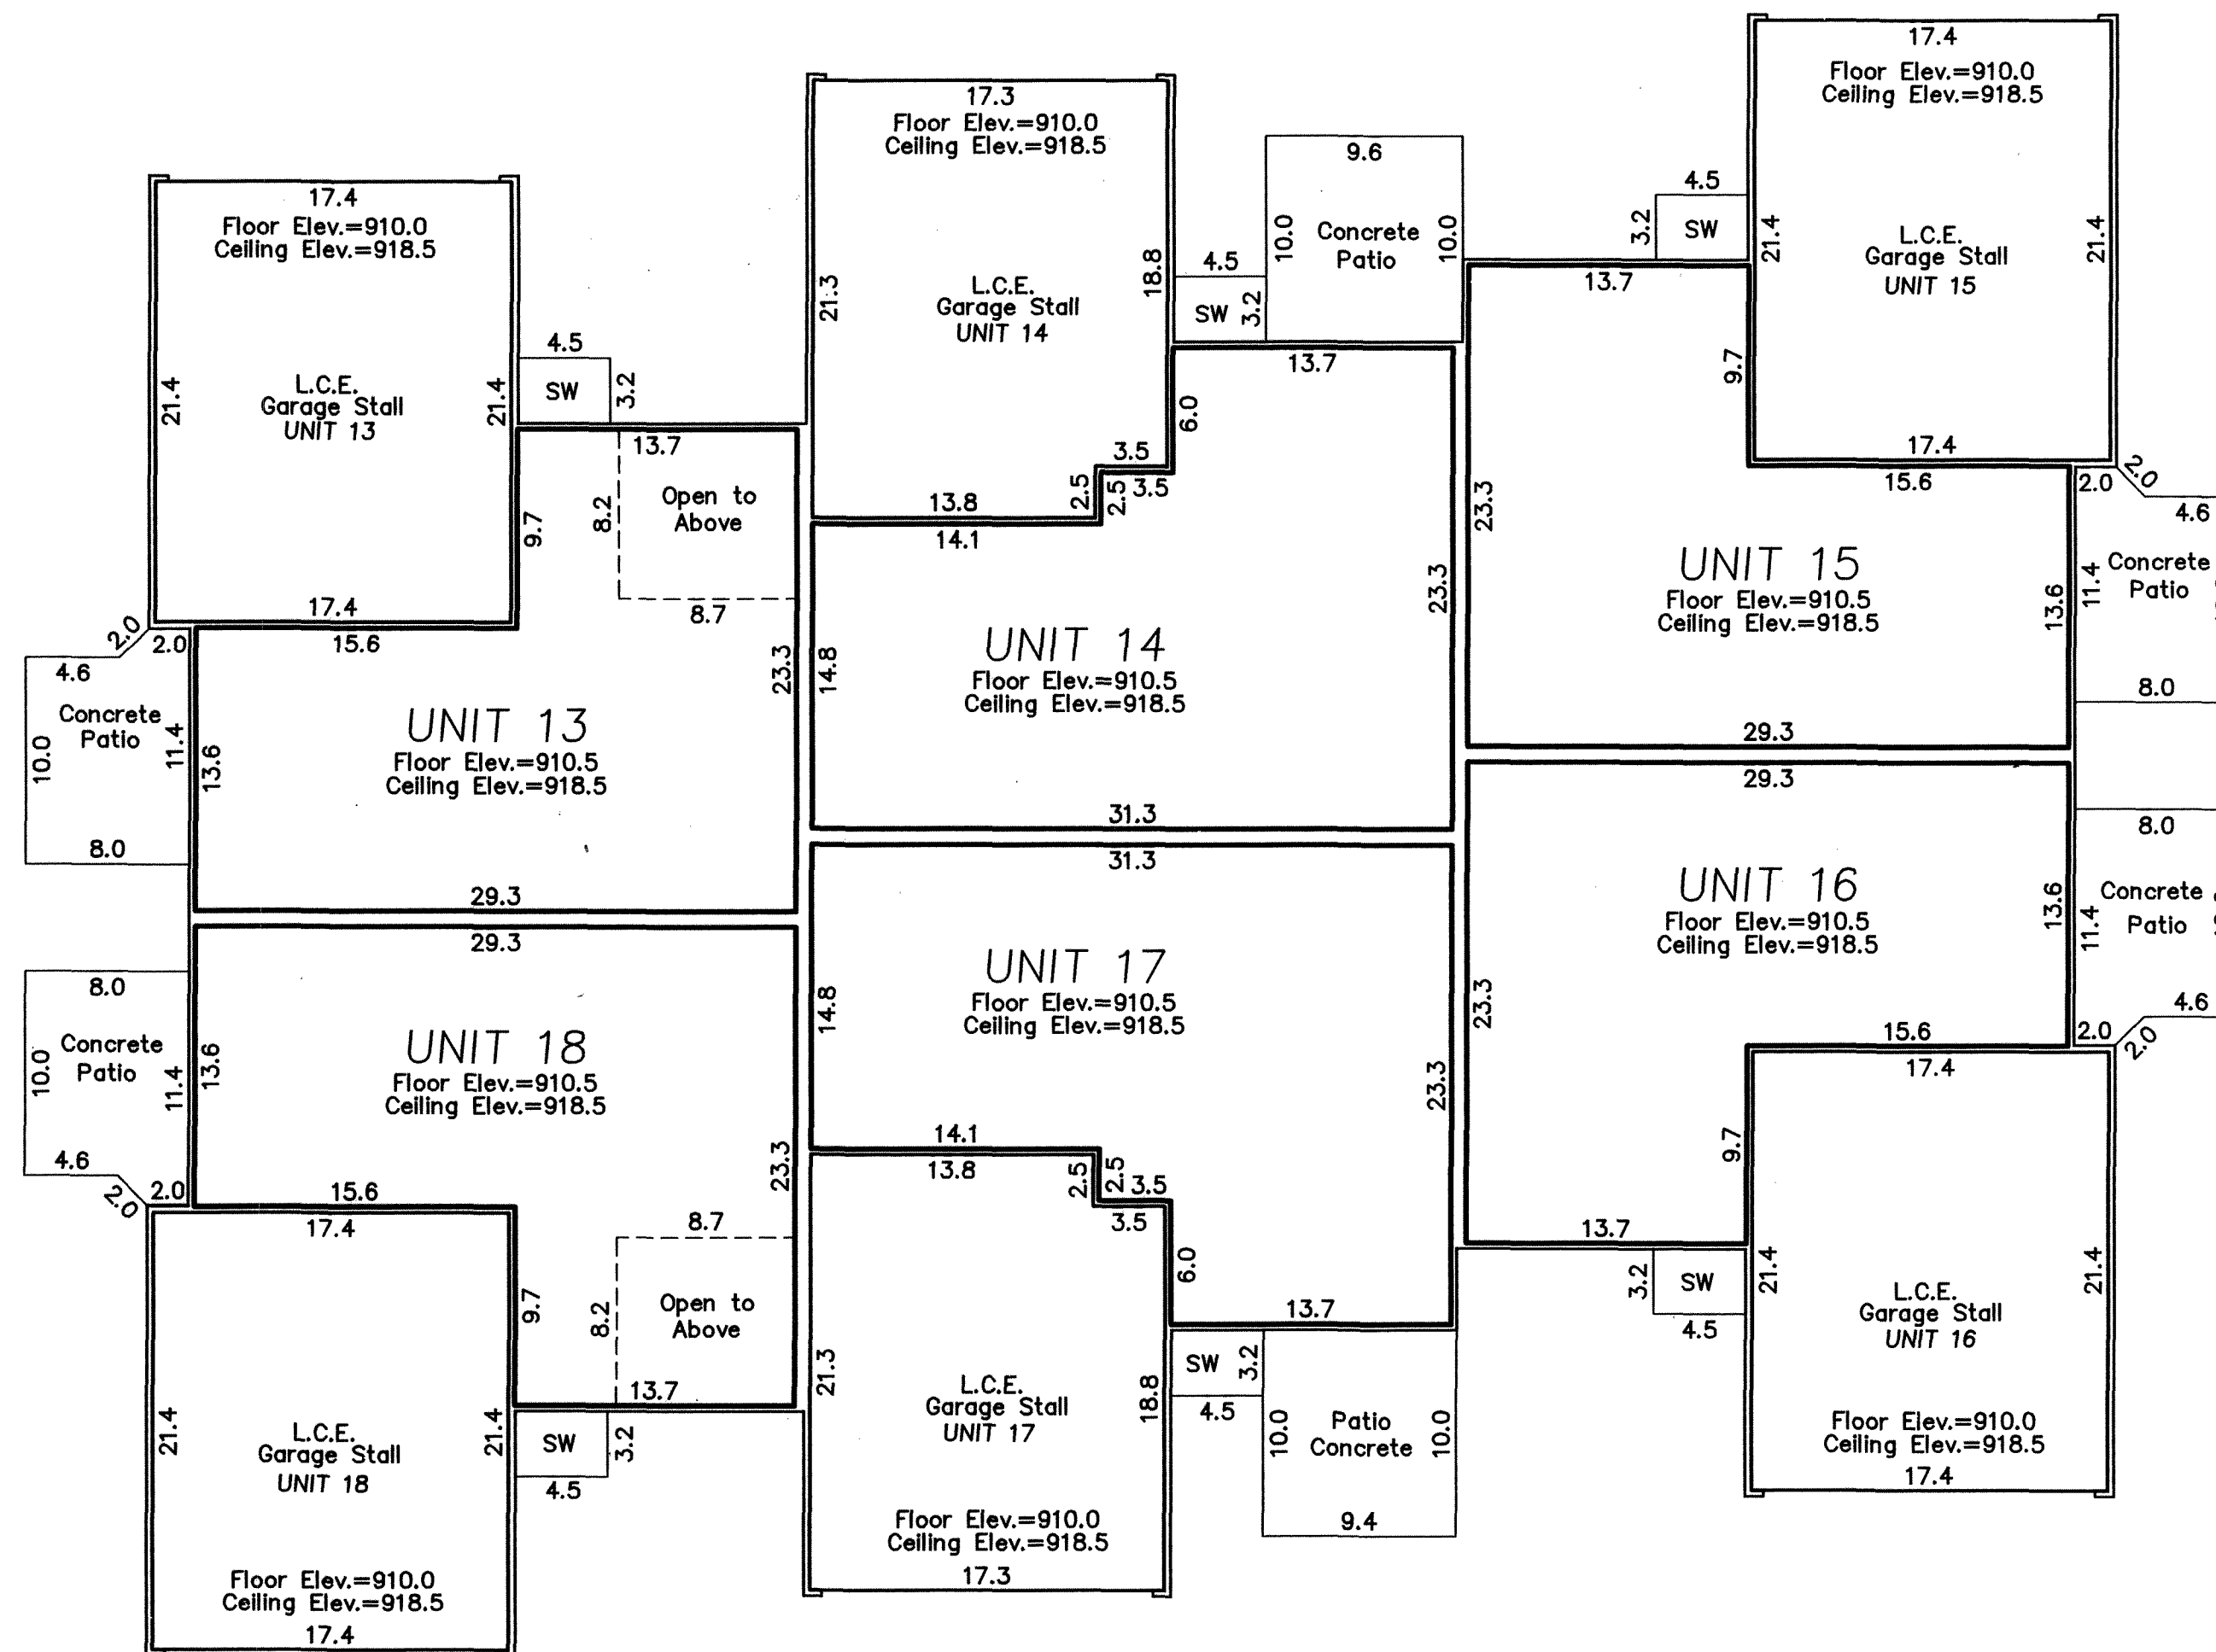 17.4
Floor Elev.=910.0
Ceiling Elev.=918.5
L.C.E.
Garage Stall
UNIT 13
21.4
21.4
17.4
4.5
SW
3.2
13.7
Open to
Above
8.2
8.7
9.7
15.6
2.0
2.0
4.6
Concrete
Patio
10.0
11.4
8.0
13.6
UNIT 13
Floor Elev.=910.5
Ceiling Elev.=918.5
23.3
29.3
17.3
Floor Elev.=910.0
Ceiling Elev.=918.5
L.C.E.
Garage Stall
UNIT 14
21.3
18.8
3.5
2.5
13.8
4.5
SW
3.2
9.6
10.0
Concrete
Patio
10.0
13.7
6.0
3.5
2.5
14.1
14.8
UNIT 14
Floor Elev.=910.5
Ceiling Elev.=918.5
23.3
31.3
17.4
Floor Elev.=910.0
Ceiling Elev.=918.5
L.C.E.
Garage Stall
UNIT 15
21.4
21.4
17.4
4.5
3.2
SW
13.7
9.7
15.6
23.3
UNIT 15
Floor Elev.=910.5
Ceiling Elev.=918.5
13.6
29.3
2.0
2.0
4.6
Concrete
Patio
11.4
8.0
29.3
UNIT 18
Floor Elev.=910.5
Ceiling Elev.=918.5
13.6
23.3
15.6
9.7
8.7
8.2
Open to
Above
13.7
8.0
Concrete
Patio
10.0
11.4
4.6
2.0
2.0
17.4
21.4
21.4
L.C.E.
Garage Stall
UNIT 18
SW
3.2
4.5
Floor Elev.=910.0
Ceiling Elev.=918.5
17.4
31.3
UNIT 17
Floor Elev.=910.5
Ceiling Elev.=918.5
14.8
23.3
14.1
2.5
3.5
6.0
13.7
13.8
2.5
3.5
21.3
18.8
L.C.E.
Garage Stall
UNIT 17
Floor Elev.=910.0
Ceiling Elev.=918.5
17.3
SW
3.2
4.5
10.0
Patio
Concrete
10.0
9.4
29.3
UNIT 16
Floor Elev.=910.5
Ceiling Elev.=918.5
13.6
23.3
15.6
9.7
13.7
8.0
Concrete
Patio
11.4
4.6
2.0
2.0
17.4
3.2
SW
4.5
21.4
21.4
L.C.E.
Garage Stall
UNIT 16
Floor Elev.=910.0
Ceiling Elev.=918.5
17.4